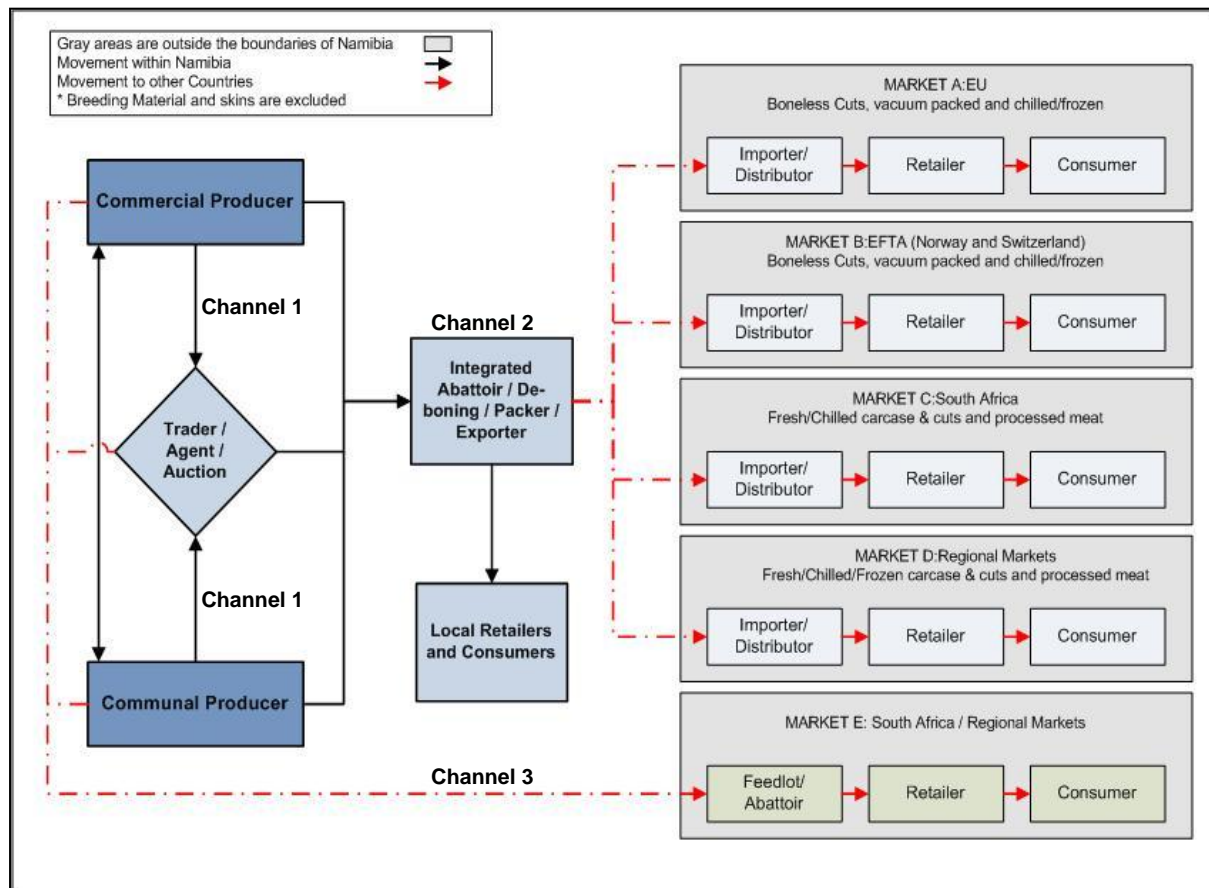 Gray areas are outside the boundaries of Namibia
Movement within Namibia
Movement to other Countries
* Breeding Material and skins are excluded
Commercial Producer
Channel 1
Trader /
Agent /
Auction
Channel 1
Communal Producer
Channel 2
Integrated
Abattoir / De-
boning / Packer /
Exporter
Local Retailers
and Consumers
Channel 3
MARKET A:EU
Boneless Cuts, vacuum packed and chilled/frozen
Importer/
Distributor
Retailer
Consumer
MARKET B:EFTA (Norway and Switzerland)
Boneless Cuts, vacuum packed and chilled/frozen
Importer/
Distributor
Retailer
Consumer
MARKET C:South Africa
Fresh/Chilled carcase & cuts and processed meat
Importer/
Distributor
Retailer
Consumer
MARKET D:Regional Markets
Fresh/Chilled/Frozen carcase & cuts and processed meat
Importer/
Distributor
Retailer
Consumer
MARKET E: South Africa / Regional Markets
Feedlot/
Abattoir
Retailer
Consumer